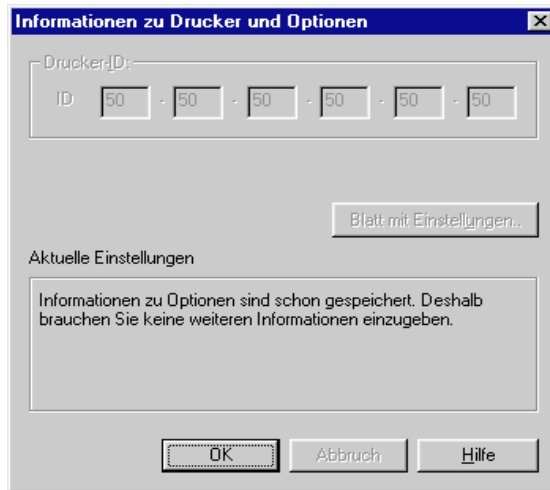 Informationen zu Drucker und Optionen
Drucker-ID:
ID 50 - 50 - 50 - 50 - 50 - 50
Blatt mit Einstellungen..
Aktuelle Einstellungen
Informationen zu Optionen sind schon gespeichert. Deshalb
brauchen Sie keine weiteren Informationen einzugeben.
OK Abbruch Hilfe